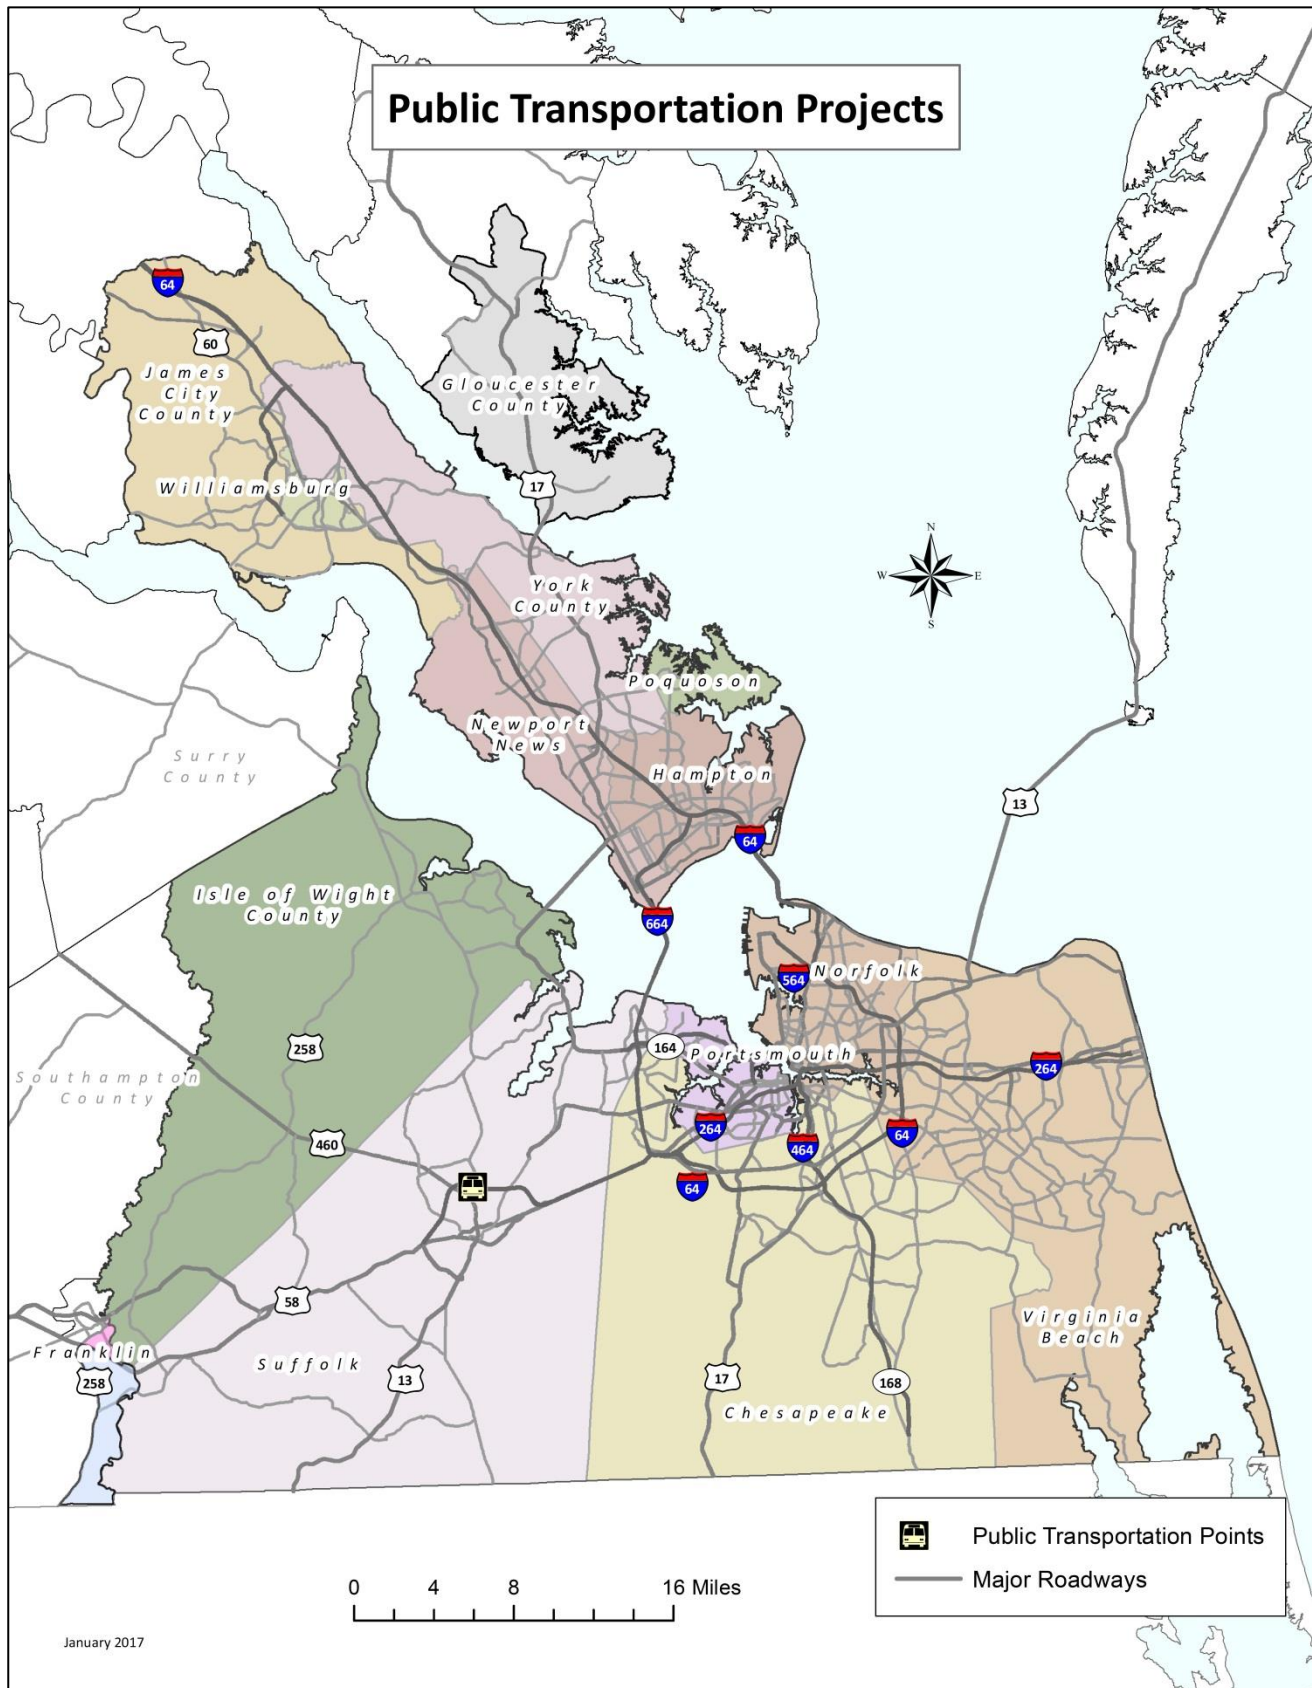 Public Transportation Projects
64
60
James
City
County
Gloucester
County
Williamsburg
17
N
W
E
S
York
County
Poquoson
Newport
News
Surry
County
Hampton
13
64
Isle of Wight
County
664
Norfolk
564
258
164
Portsmouth
264
Southampton
County
264
64
460
464
64
58
Virginia
Beach
Franklin
Suffolk
258
13
17
168
Chesapeake
Public Transportation Points
Major Roadways
0 4 8 16 Miles
January 2017